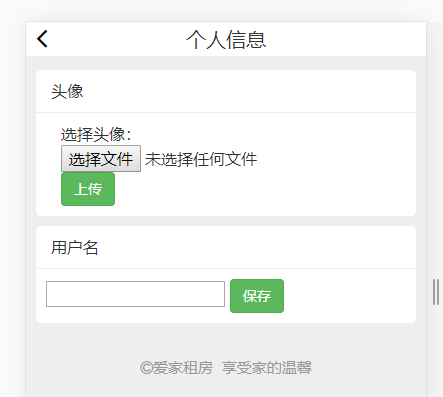 个人信息
头像
选择头像：
选择文件 未选择任何文件
上传
用户名
保存
©爱家租房 享受家的温馨